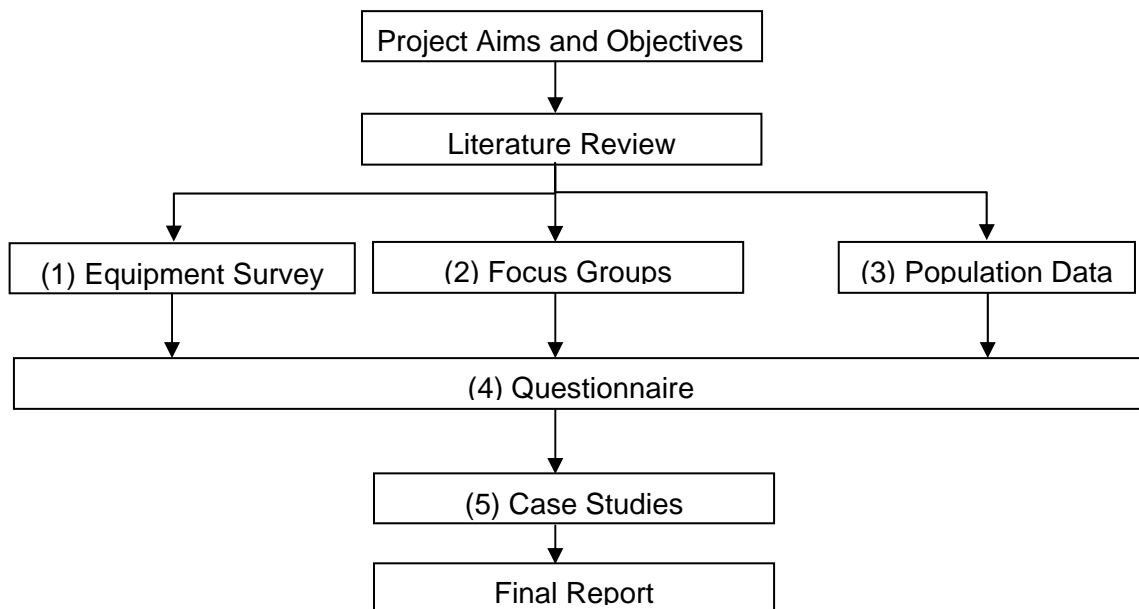 Project Aims and Objectives
Literature Review
(1) Equipment Survey
(2) Focus Groups
(3) Population Data
(4) Questionnaire
(5) Case Studies
Final Report